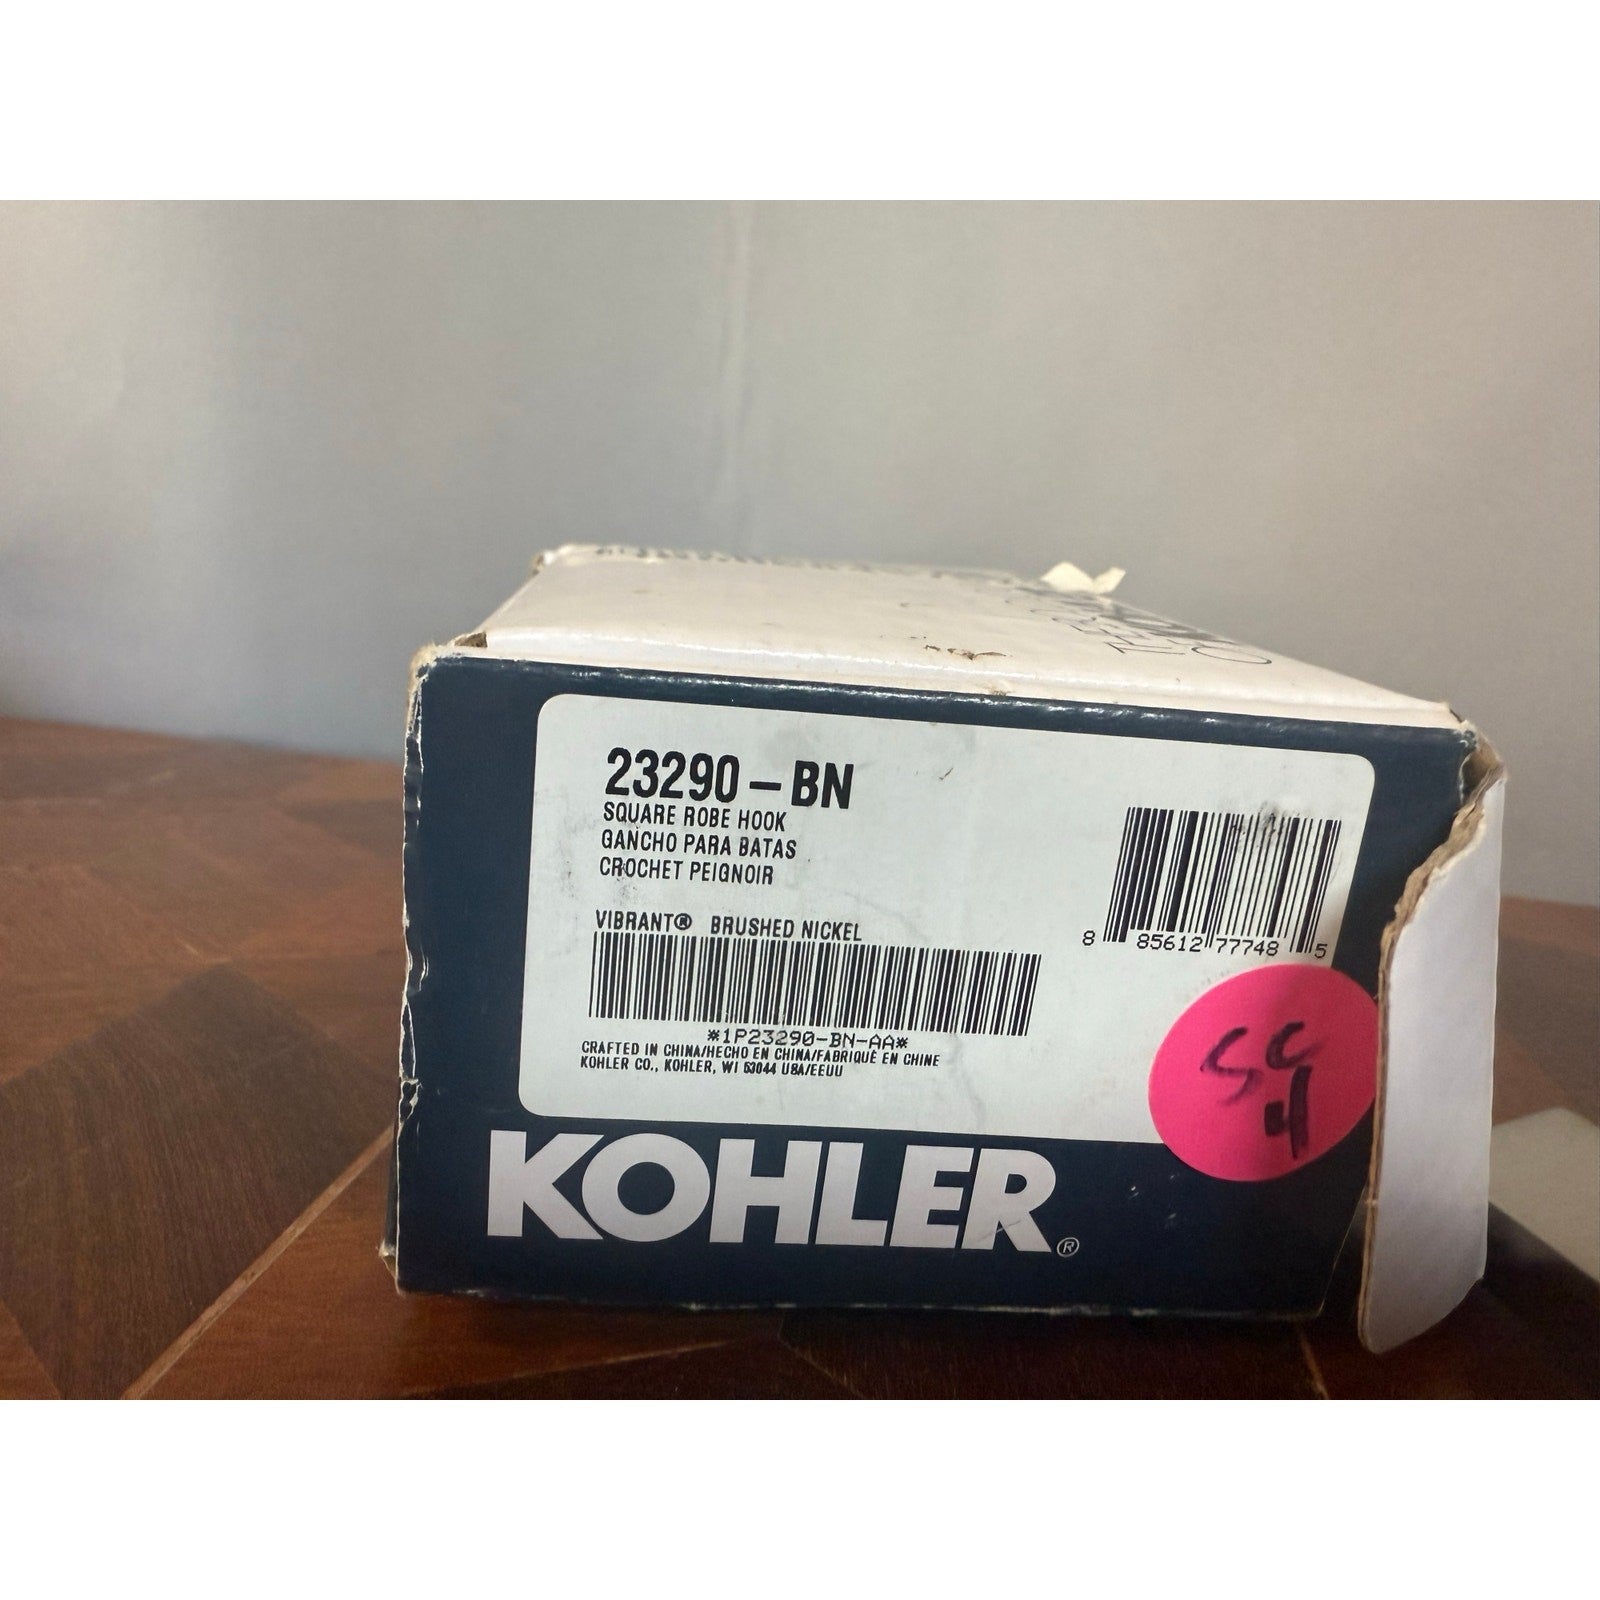 23290-BN
SQUARE ROBE HOOK
GANCHO PARA BATAS
CROCHET PEIGNOIR
VIBRANT® BRUSHED NICKEL
*1P23290-BN-AA*
CRAFTED IN CHINA/HECHO EN CHINA/FABRIQUÉ EN CHINE
KOHLER CO., KOHLER, WI 53044 USA/EEUU
8 85612 77748 5
SC
4
KOHLER®